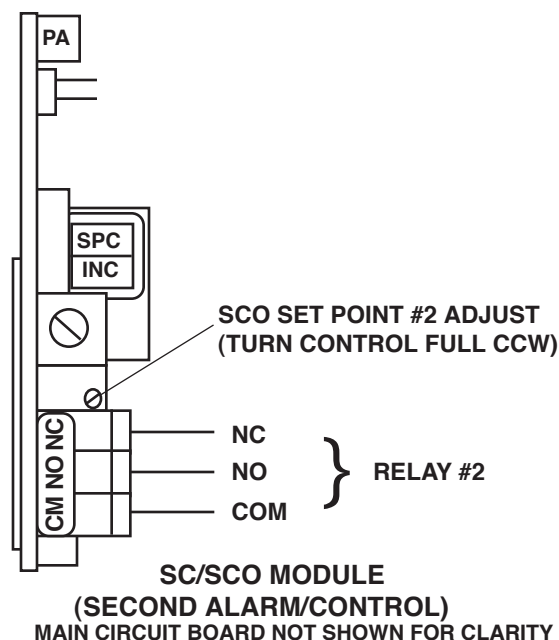 PA
SPC
INC
SCO SET POINT #2 ADJUST
(TURN CONTROL FULL CCW)
CM NO NC
NC
NO
COM
RELAY #2
SC/SCO MODULE
(SECOND ALARM/CONTROL)
MAIN CIRCUIT BOARD NOT SHOWN FOR CLARITY